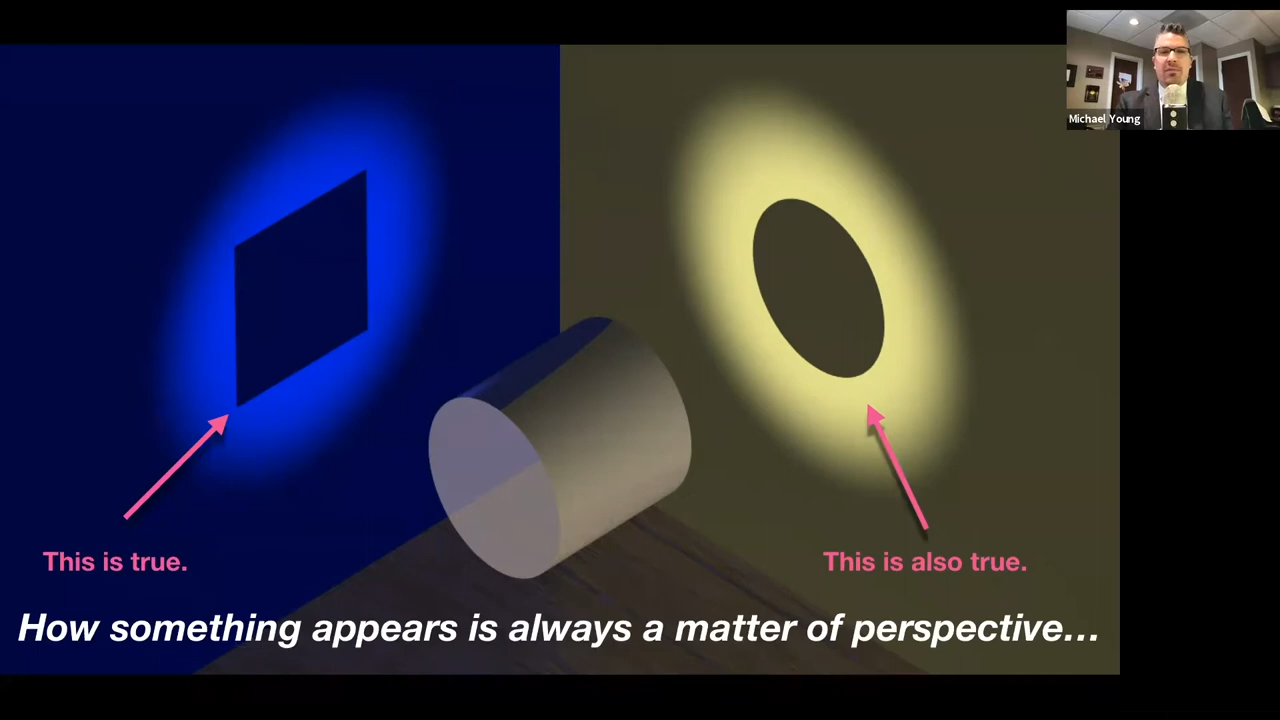 Michael Young
This is true.
This is also true.
How something appears is always a matter of perspective...